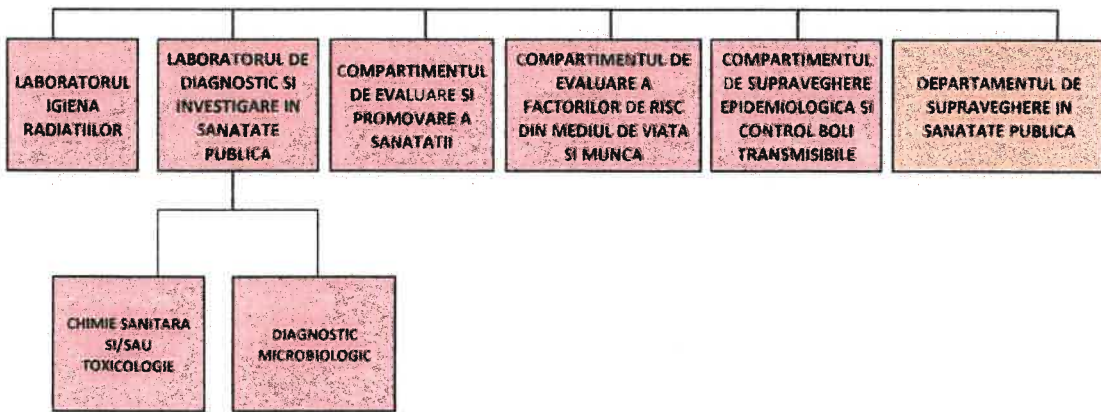 LABORATORUL
IGIENA
RADIATIILOR
LABORATORUL DE
DIAGNOSTIC SI
INVESTIGARE IN
SANATATE
PUBLICA
COMPARTIMENTUL
DE EVALUARE SI
PROMOVARE A
SANATATII
COMPARTIMENTUL DE
EVALUARE A
FACTORILOR DE RISC
DIN MEDIUL DE VIATA
SI MUNCA
COMPARTIMENTUL
DE SUPRAVEGHERE
EPIDEMIOLOGICA SI
CONTROL BOLI
TRANSMISIBILE
DEPARTAMENTUL DE
SUPRAVEGHERE IN
SANATATE PUBLICA
CHIMIE SANITARA
SI/SAU
TOXICOLOGIE
DIAGNOSTIC
MICROBIOLOGIC